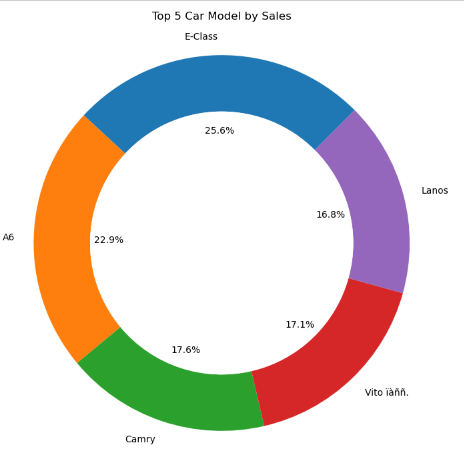 Top 5 Car Model by Sales
E-Class
25.6%
Lanos
16.8%
A6
22.9%
17.1%
17.6%
Vito ïàññ.
Camry